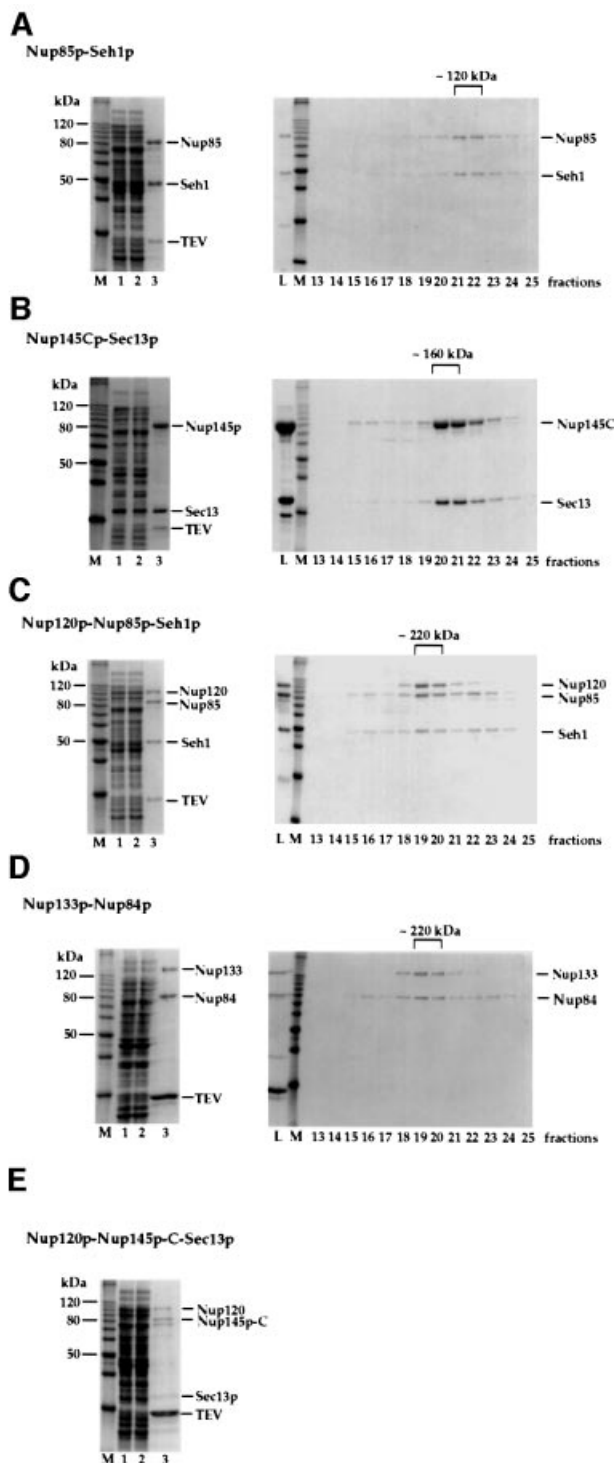 A
Nup85p-Seh1p
~ 120 kDa
kDa
120
80
50
Nup85
Seh1
TEV
Nup85
Seh1
M 1 2 3
L M 13 14 15 16 17 18 19 20 21 22 23 24 25 fractions
B
Nup145Cp-Sec13p
~ 160 kDa
kDa
120
80
50
Nup145p
Sec13
TEV
Nup145C
Sec13
M 1 2 3
L M 13 14 15 16 17 18 19 20 21 22 23 24 25
fractions
C
Nup120p-Nup85p-Seh1p
~ 220 kDa
kDa
120
80
50
Nup120
Nup85
Seh1
TEV
Nup120
Nup85
Seh1
M 1 2 3
L M 13 14 15 16 17 18 19 20 21 22 23 24 25 fractions
D
Nup133p-Nup84p
~ 220 kDa
kDa
120
80
50
Nup133
Nup84
TEV
Nup133
Nup84
M 1 2 3
L M 13 14 15 16 17 18 19 20 21 22 23 24 25 fractions
E
Nup120p-Nup145p-C-Sec13p
kDa
120
80
50
Nup120
Nup145p-C
Sec13p
TEV
M 1 2 3